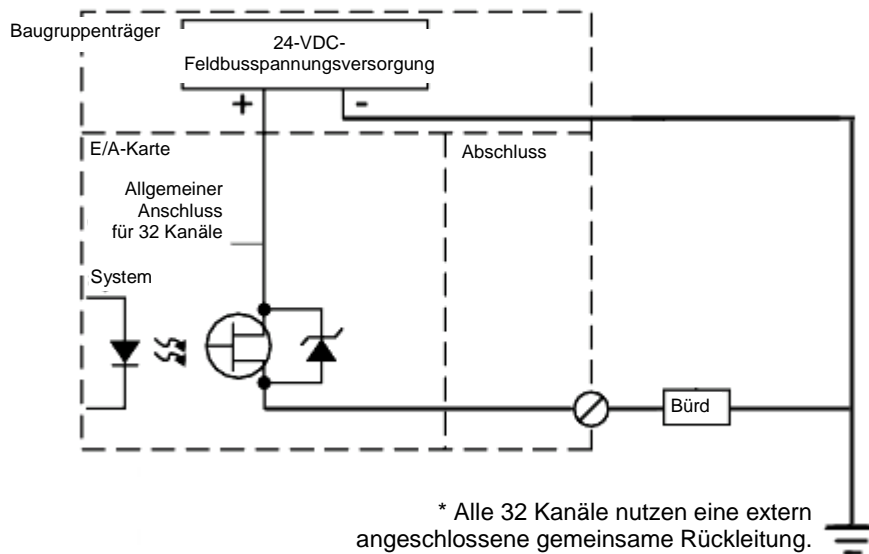 Baugruppenträger
24-VDC-
Feldbusspannungsversorgung
+ -
E/A-Karte
Abschluss
Allgemeiner
Anschluss
für 32 Kanäle
System
Bürd
* Alle 32 Kanäle nutzen eine extern
angeschlossene gemeinsame Rückleitung.